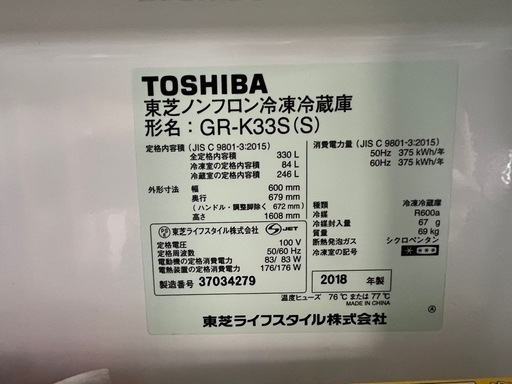 TOSHIBA
東芝ノンフロン冷凍冷蔵庫
形名：GR-K33S(S)
定格内容積（JIS C 9801-3:2015）
全定格内容積 330 L
冷凍室の定格内容積 84 L
冷蔵室の定格内容積 246 L
外形寸法 幅 600 mm
奥行 679 mm
（ハンドル・調整脚除く 672 mm）
高さ 1608 mm
東芝ライフスタイル株式会社 JET
定格電圧 100 V
定格周波数 50/60 Hz
電動機の定格消費電力 83/ 83 W
電熱装置の定格消費電力 176/176 W
製造番号 37034279
消費電力量（JIS C 9801-3:2015）
50Hz 375 kWh/年
60Hz 375 kWh/年
種類 冷凍冷蔵庫
冷媒 R600a
冷媒封入量 67 g
質量 69 kg
断熱発泡ガス シクロペンタン
冷凍室の記号
2018 年製
温度ヒューズ 76℃ または 77℃
MADE IN CHINA
東芝ライフスタイル株式会社